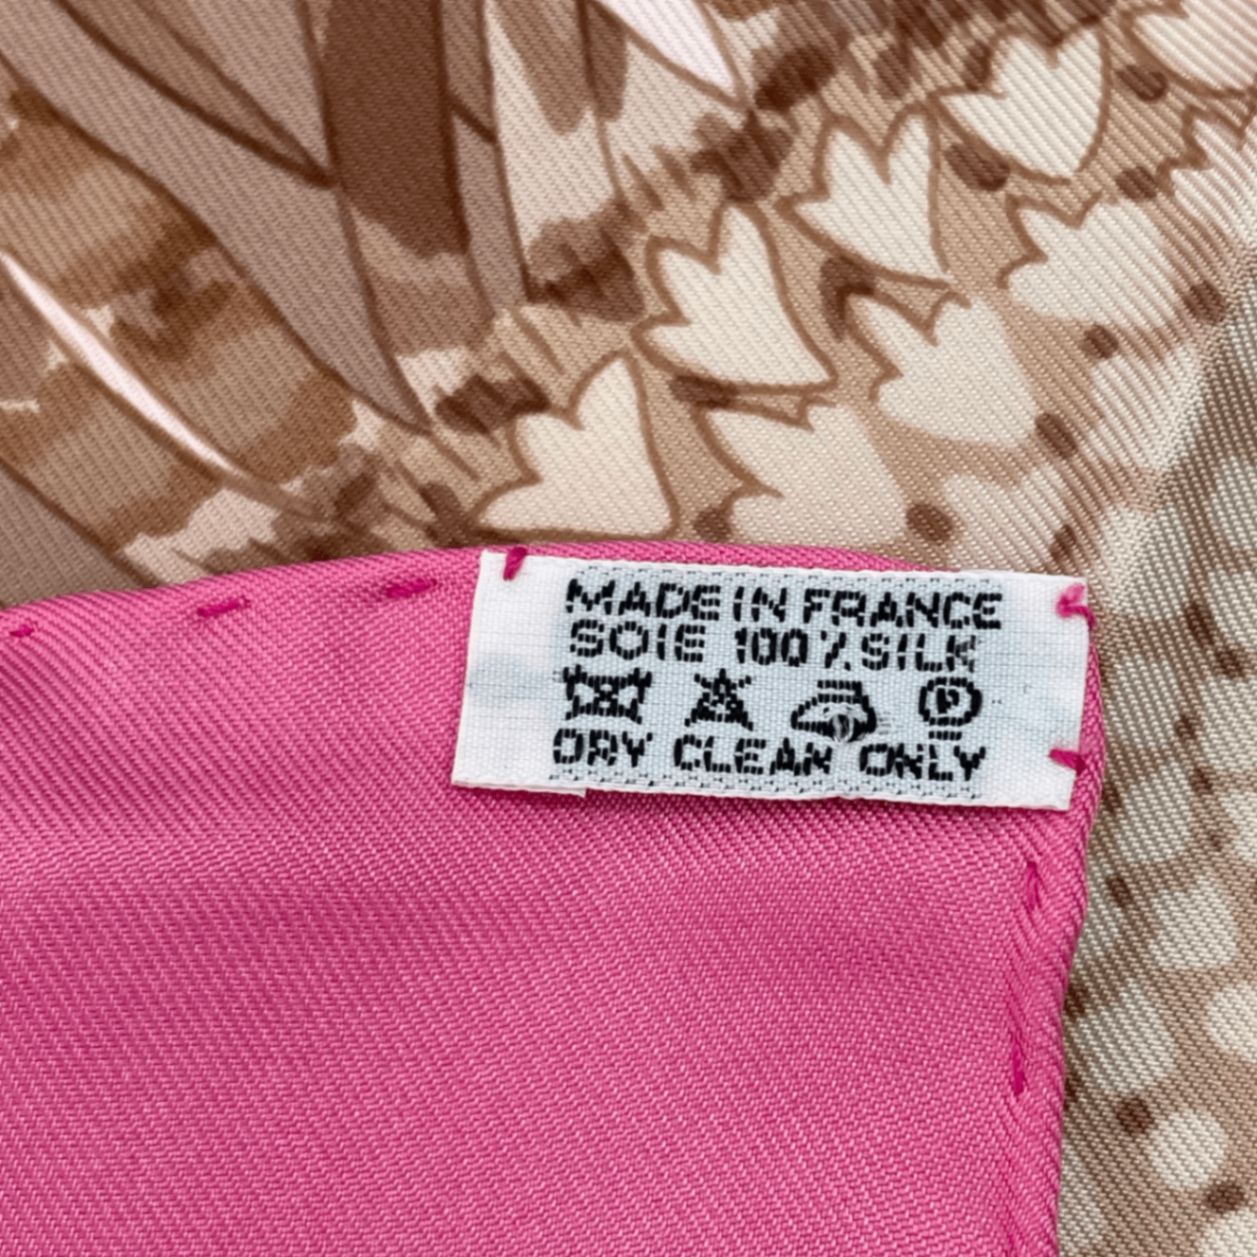 MADE IN FRANCE
SOIE 100% SILK
P
DRY CLEAN ONLY